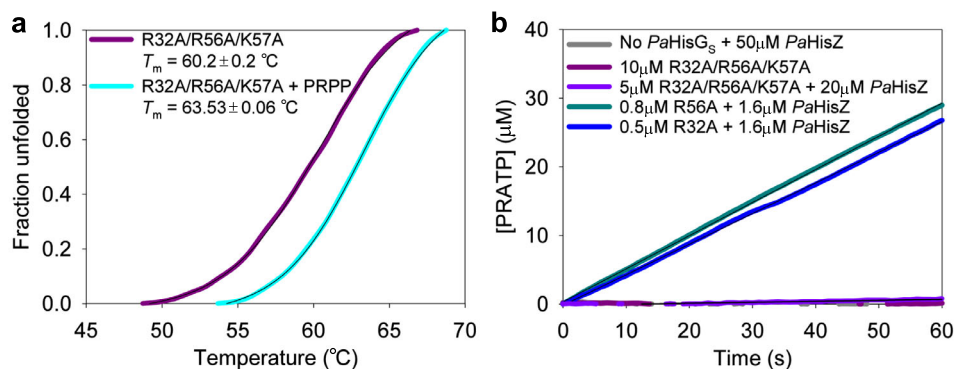 a
R32A/R56A/K57A
Tm = 60.2 ± 0.2 °C
R32A/R56A/K57A + PRPP
Tm = 63.53 ± 0.06 °C
Fraction unfolded
1.0
0.8
0.6
0.4
0.2
0.0
45 50 55 60 65 70
Temperature (°C)
b
No PaHisGS + 50μM PaHisZ
10μM R32A/R56A/K57A
5μM R32A/R56A/K57A + 20μM PaHisZ
0.8μM R56A + 1.6μM PaHisZ
0.5μM R32A + 1.6μM PaHisZ
[PRATP] (μM)
40
30
20
10
0
0 10 20 30 40 50 60
Time (s)